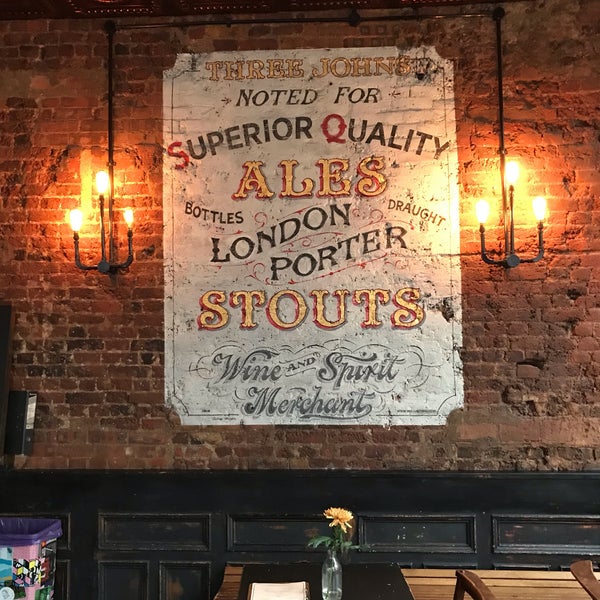 THREE JOHNS
NOTED FOR
SUPERIOR QUALITY
ALES
BOTTLES DRAUGHT
LONDON
PORTER
STOUTS
Wine AND Spirit
Merchant